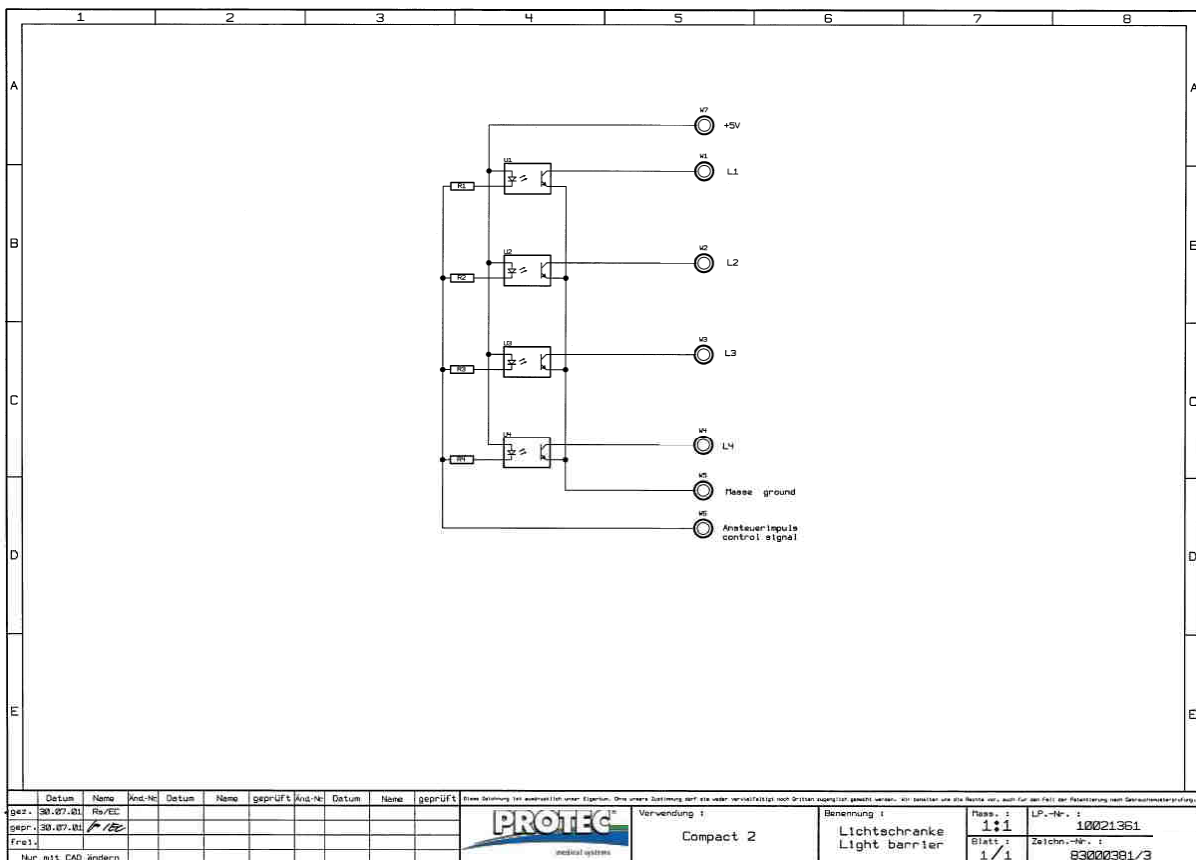 1 2 3 4 5 6 7 8
A A
W7
+5V
W1
L1
U1
R1
B
W2
L2
U2
R2
W3
L3
U3
R3
C C
W4
L4
U4
R4
W5
Masse ground
W6
Ansteuerimpuls
control signal
D D
E E
Datum Name Änd-Nr Datum Name geprüft Änd-Nr Datum Name geprüft
gez. 30.07.01 Rs/EC
gepr. 30.07.01
frei.
Nur mit CAD ändern
PROTEC
medical systems
Verwendung :
Compact 2
Benennung :
Lichtschranke
Light barrier
Mass. :
1:1
Blatt :
1/1
LP.-Nr. :
10021361
Zeichn.-Nr. :
83000381/3